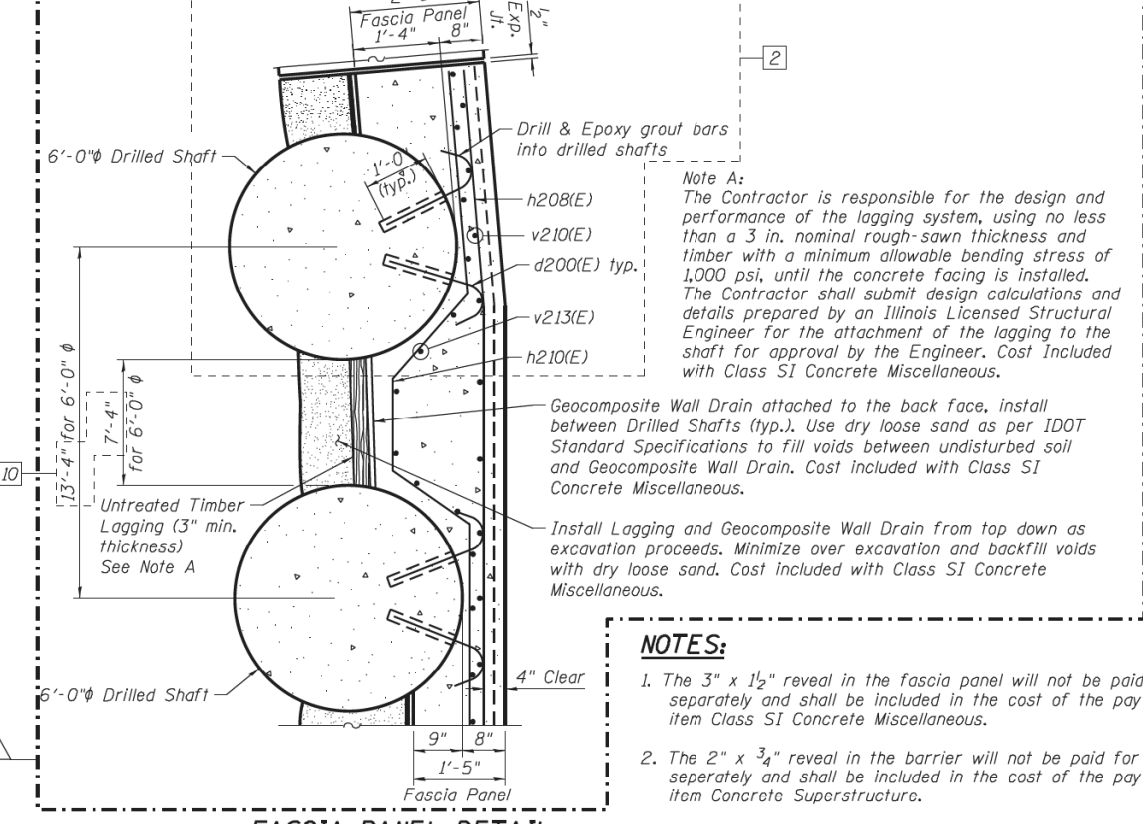 Fascia Panel
1'-4"
8"
1/2"
Exp.
Jt.
2
6'-0"ϕ Drilled Shaft
1'-0"
(typ.)
Drill & Epoxy grout bars
into drilled shafts
h208(E)
v210(E)
d200(E) typ.
v213(E)
h210(E)
Note A:
The Contractor is responsible for the design and
performance of the lagging system, using no less
than a 3 in. nominal rough-sawn thickness and
timber with a minimum allowable bending stress of
1,000 psi, until the concrete facing is installed.
The Contractor shall submit design calculations and
details prepared by an Illinois Licensed Structural
Engineer for the attachment of the lagging to the
shaft for approval by the Engineer. Cost Included
with Class SI Concrete Miscellaneous.
13'-4" for 6'-0" ϕ
7'-4"
for 6'-0" ϕ
10
Geocomposite Wall Drain attached to the back face, install
between Drilled Shafts (typ.). Use dry loose sand as per IDOT
Standard Specifications to fill voids between undisturbed soil
and Geocomposite Wall Drain. Cost included with Class SI
Concrete Miscellaneous.
Untreated Timber
Lagging (3" min.
thickness)
See Note A
Install Lagging and Geocomposite Wall Drain from top down as
excavation proceeds. Minimize over excavation and backfill voids
with dry loose sand. Cost included with Class SI Concrete
Miscellaneous.
6'-0"ϕ Drilled Shaft
4" Clear
9"
8"
1'-5"
Fascia Panel
NOTES:
1. The 3" x 1 1/2" reveal in the fascia panel will not be paid
separately and shall be included in the cost of the pay
item Class SI Concrete Miscellaneous.
2. The 2" x 3/4" reveal in the barrier will not be paid for
seperately and shall be included in the cost of the pay
item Concrete Superstructure.
FASCIA PANEL DETAIL